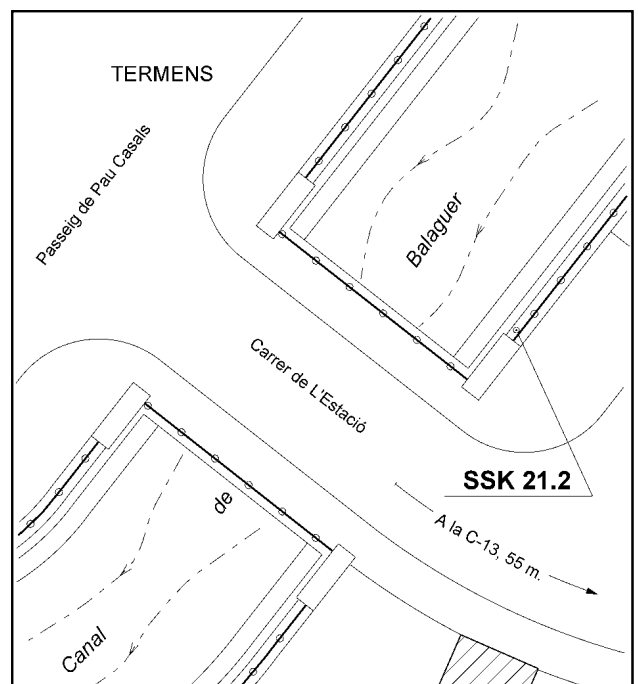 TERMENS
Passeig de Pau Casals
Balaguer
Carrer de L'Estació
SSK 21.2
de
A la C-13, 55 m.
Canal